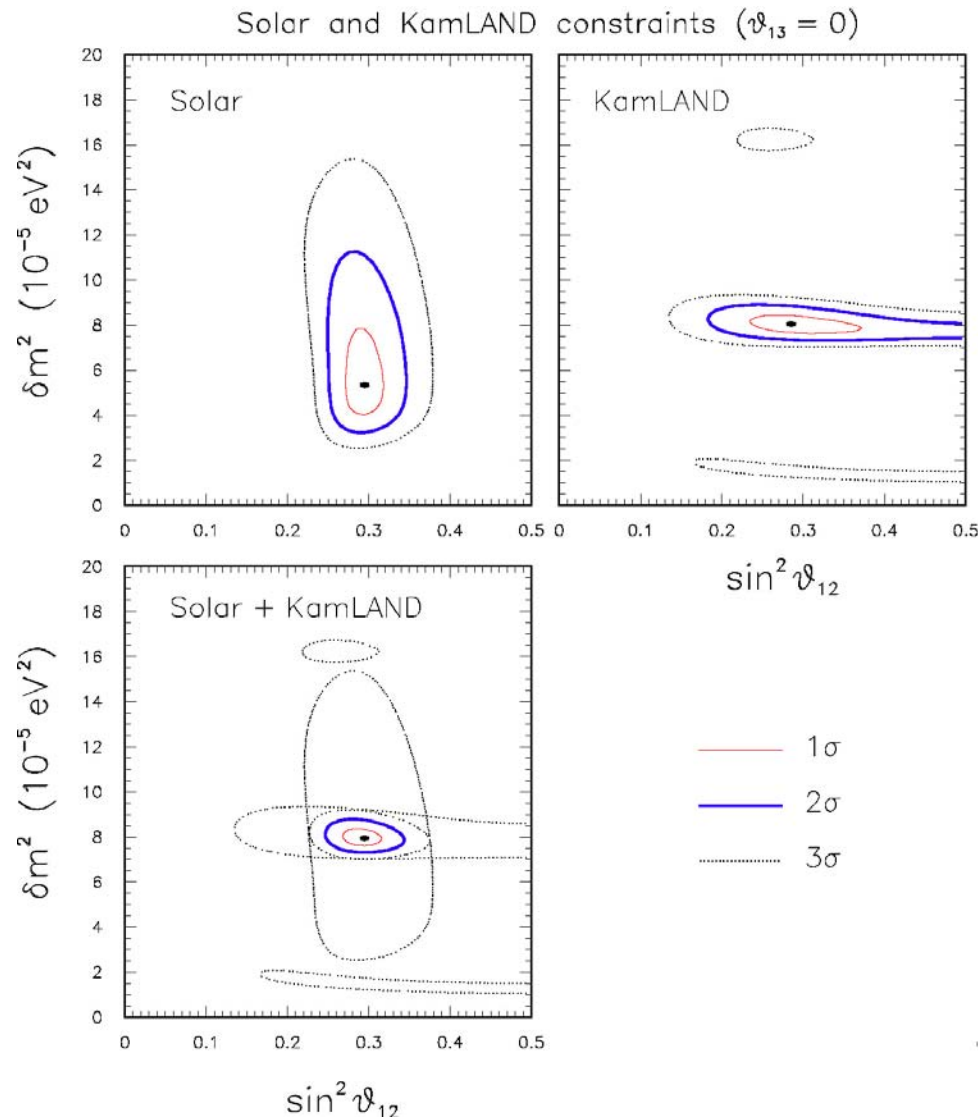 Solar and KamLAND constraints (ϑ₁₃ = 0)
δm² (10⁻⁵ eV²)
20
18
16
14
12
10
8
6
4
2
0
Solar
0 0.1 0.2 0.3 0.4 0.5
KamLAND
0 0.1 0.2 0.3 0.4 0.5
sin² ϑ₁₂
δm² (10⁻⁵ eV²)
20
18
16
14
12
10
8
6
4
2
0
Solar + KamLAND
0 0.1 0.2 0.3 0.4 0.5
sin² ϑ₁₂
1σ
2σ
3σ